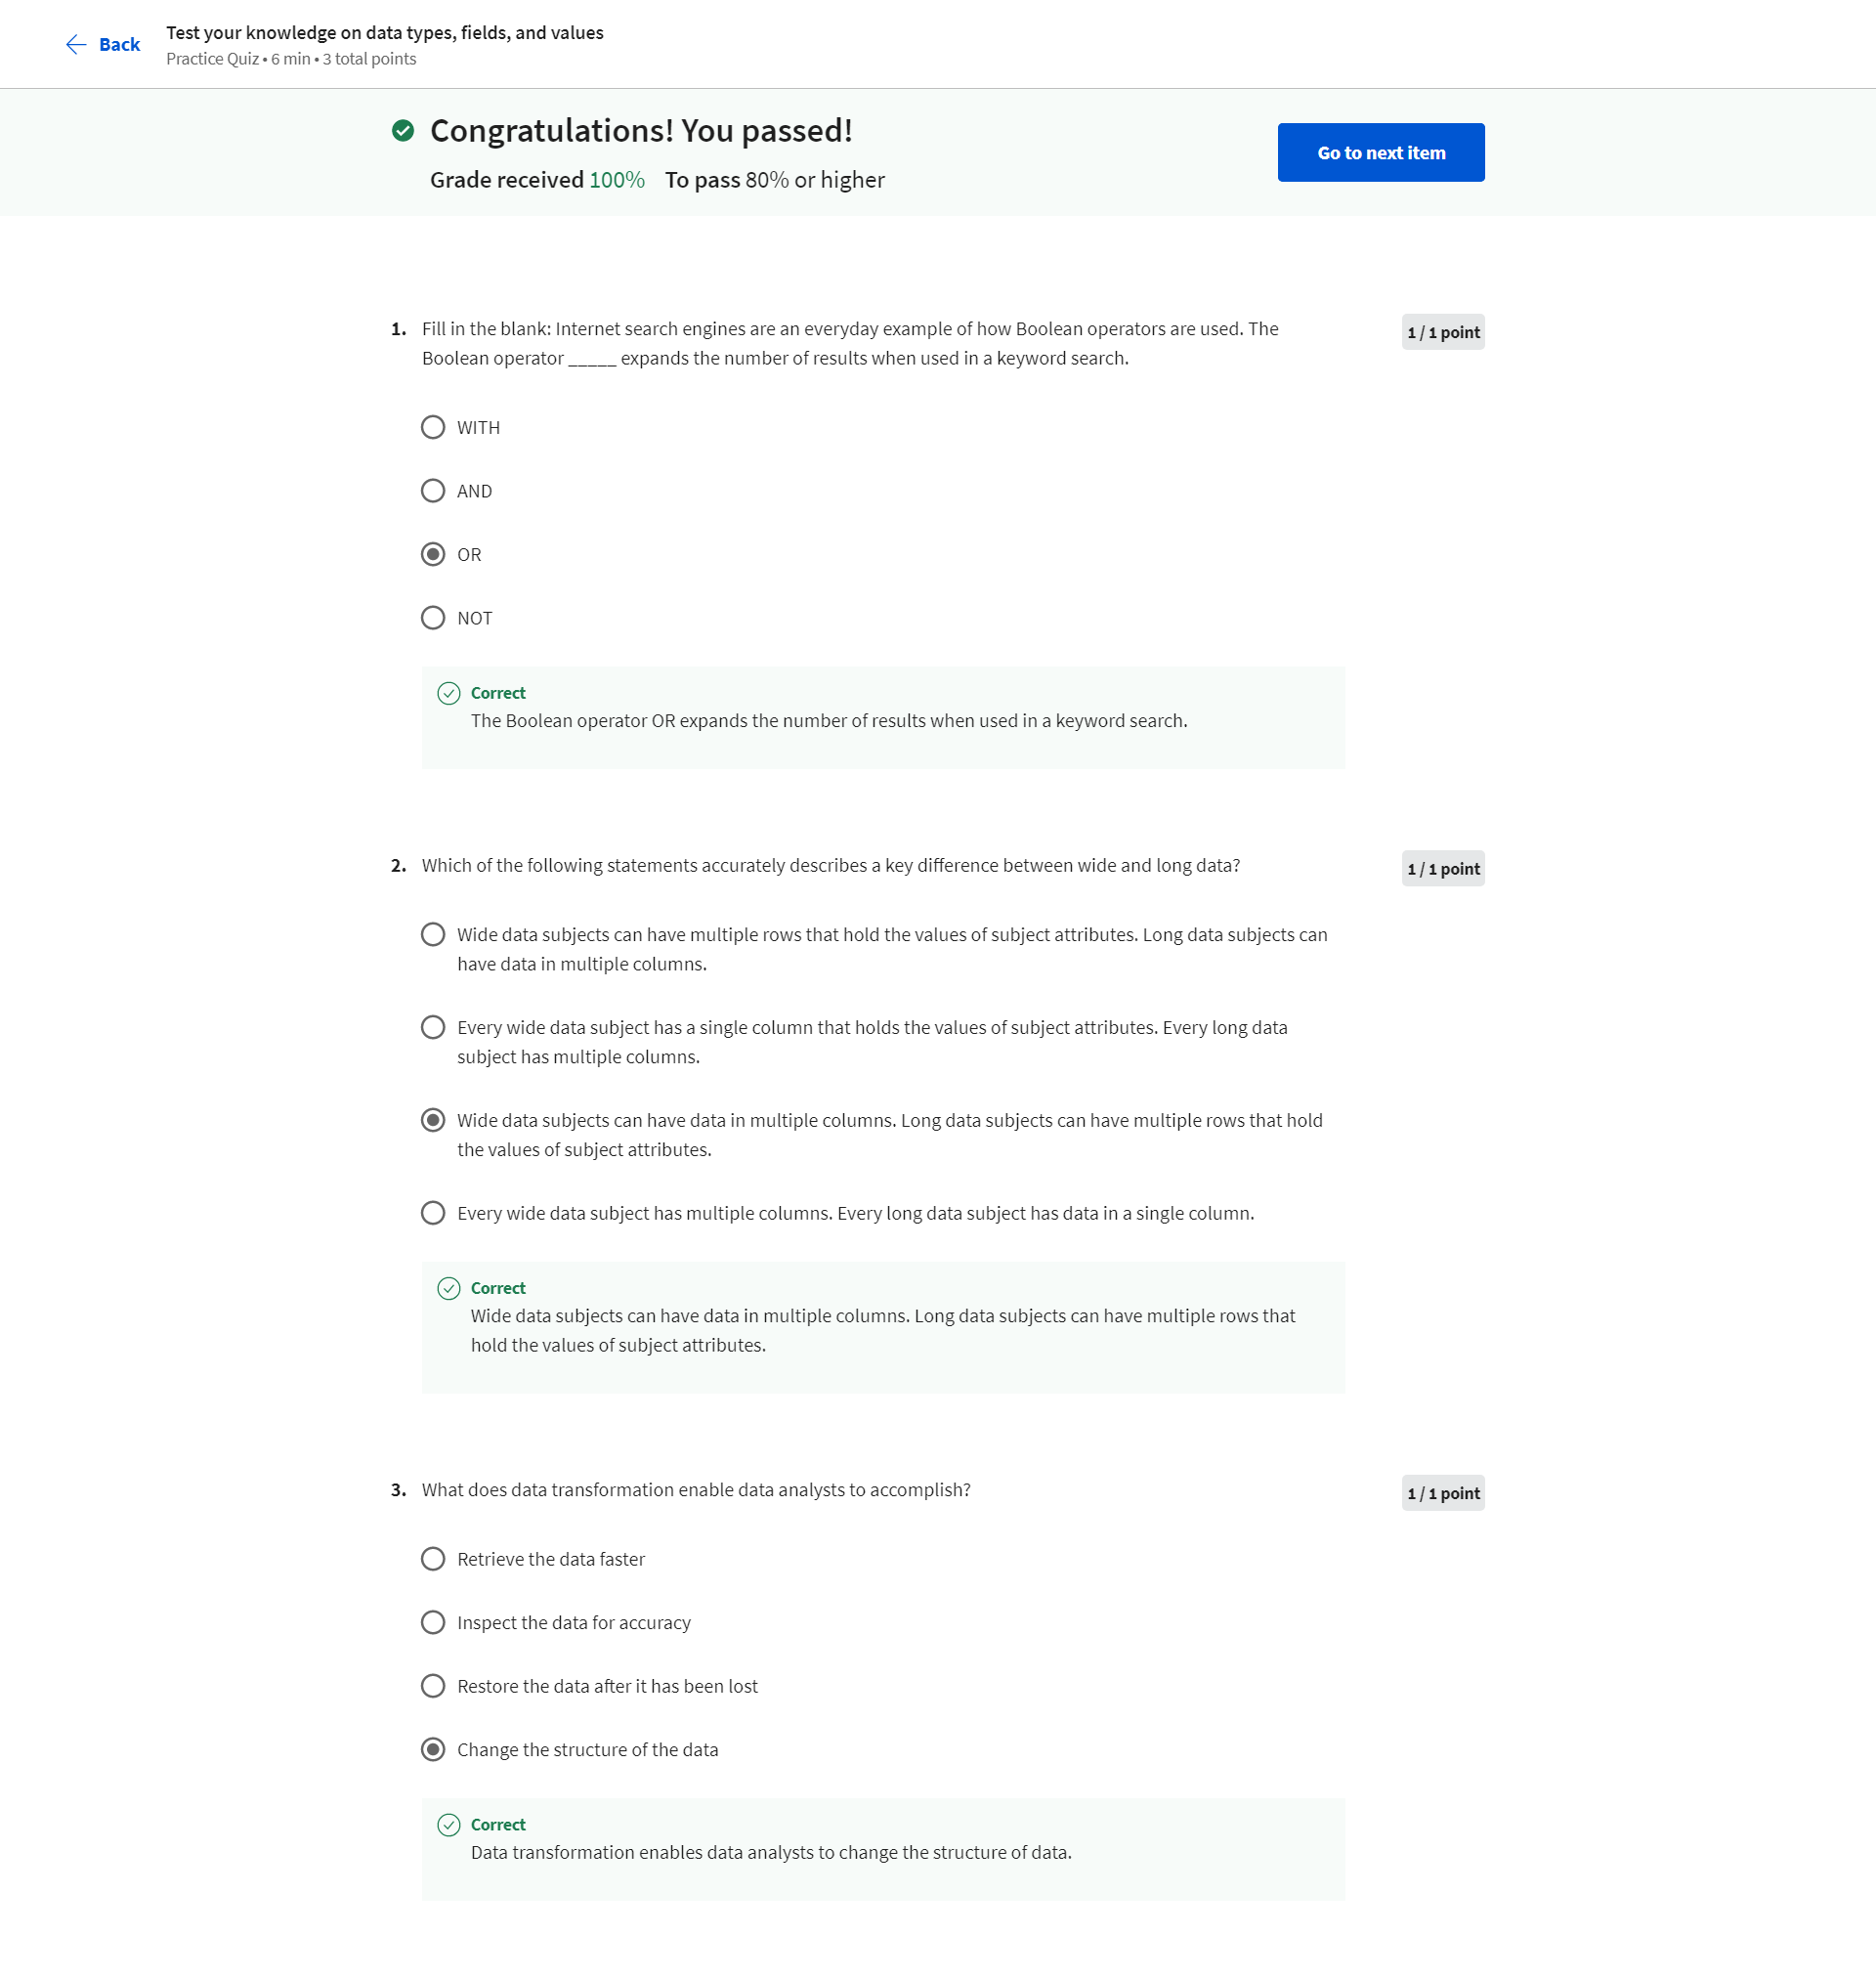 Back
Test your knowledge on data types, fields, and values
Practice Quiz • 6 min • 3 total points
Congratulations! You passed!
Grade received 100% To pass 80% or higher
Go to next item
1. Fill in the blank: Internet search engines are an everyday example of how Boolean operators are used. The
Boolean operator _____ expands the number of results when used in a keyword search.
1 / 1 point
WITH
AND
OR
NOT
Correct
The Boolean operator OR expands the number of results when used in a keyword search.
2. Which of the following statements accurately describes a key difference between wide and long data?
1 / 1 point
Wide data subjects can have multiple rows that hold the values of subject attributes. Long data subjects can
have data in multiple columns.
Every wide data subject has a single column that holds the values of subject attributes. Every long data
subject has multiple columns.
Wide data subjects can have data in multiple columns. Long data subjects can have multiple rows that hold
the values of subject attributes.
Every wide data subject has multiple columns. Every long data subject has data in a single column.
Correct
Wide data subjects can have data in multiple columns. Long data subjects can have multiple rows that
hold the values of subject attributes.
3. What does data transformation enable data analysts to accomplish?
1 / 1 point
Retrieve the data faster
Inspect the data for accuracy
Restore the data after it has been lost
Change the structure of the data
Correct
Data transformation enables data analysts to change the structure of data.